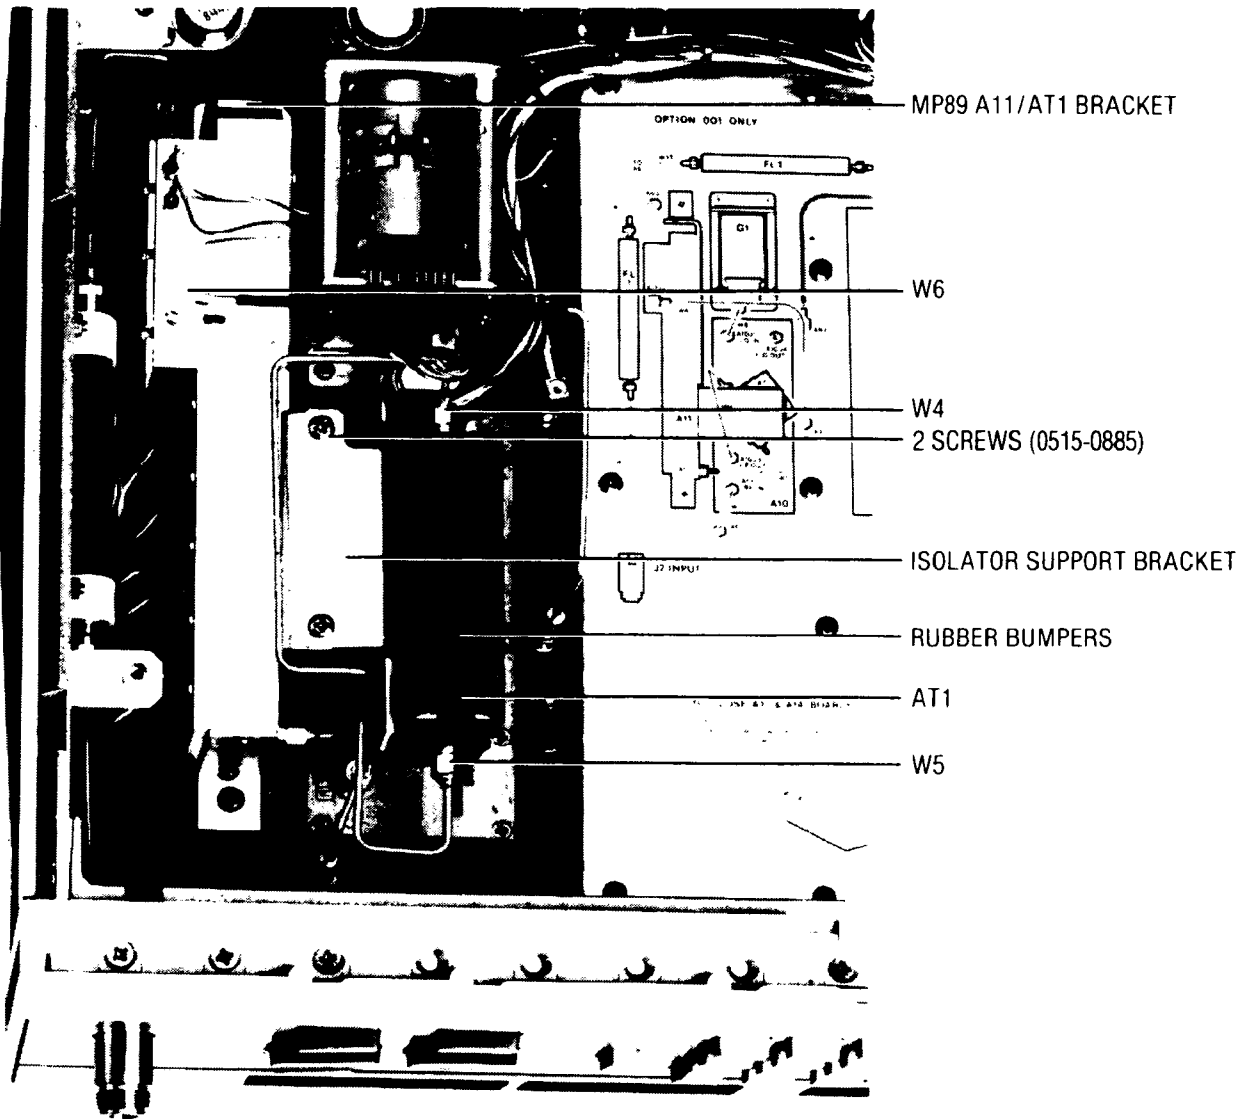 MP89 A11/AT1 BRACKET
OPTION 001 ONLY
FL1
G1
W6
W4
A11
2 SCREWS (0515-0885)
A10
ISOLATOR SUPPORT BRACKET
J2 INPUT
RUBBER BUMPERS
AT1
W5